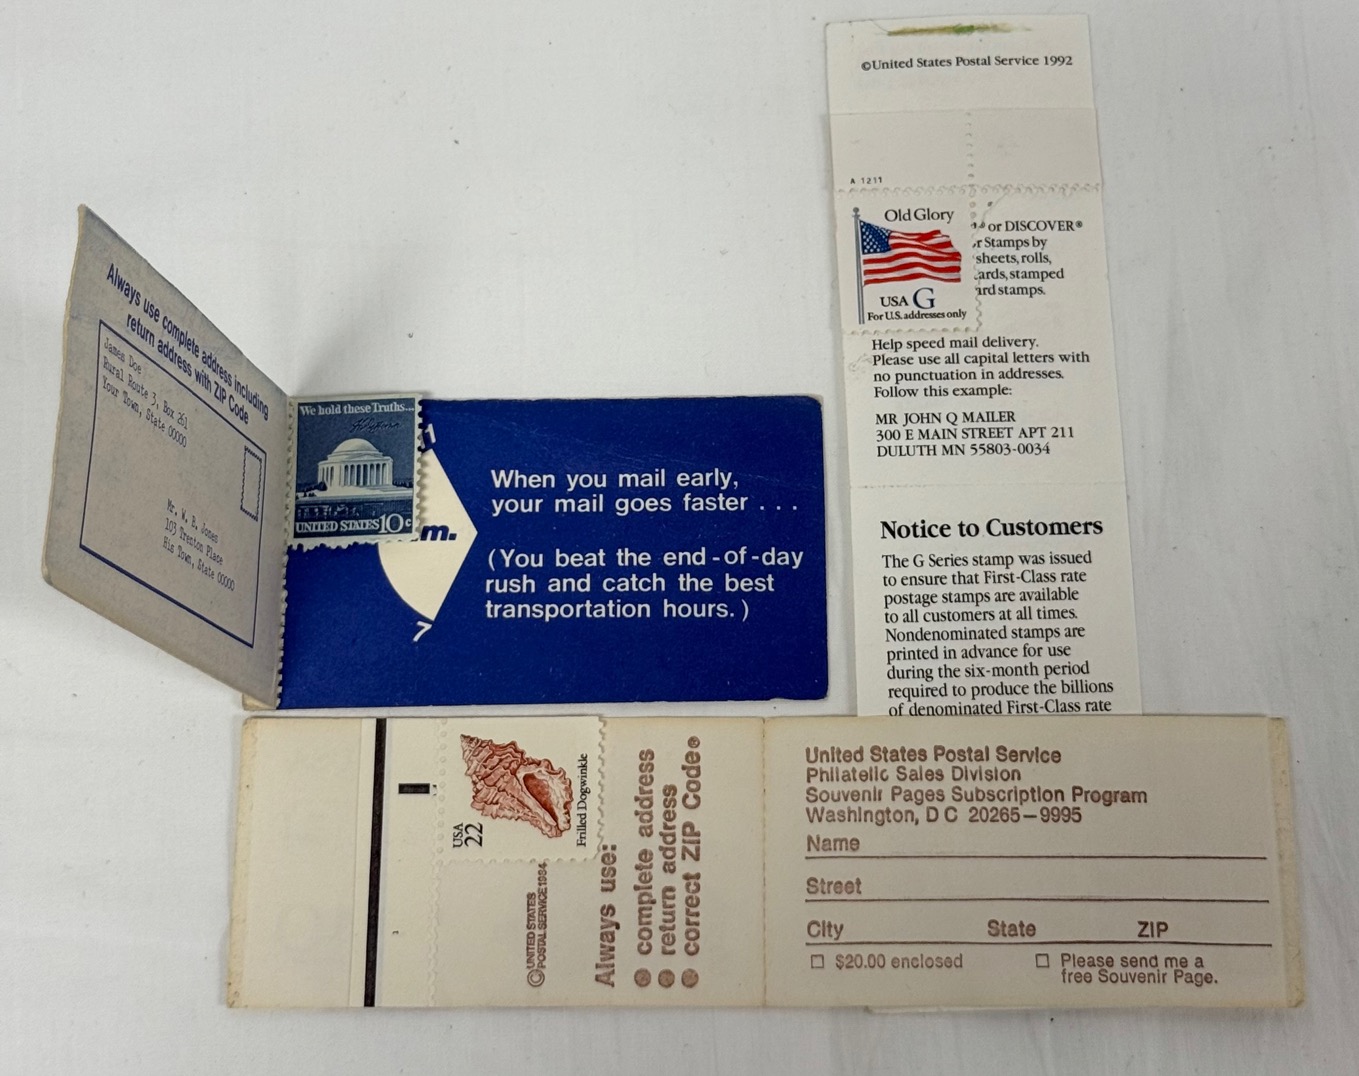 ©United States Postal Service 1992
A 1211
Old Glory
USA G
For U.S. addresses only
or DISCOVER®
Stamps by
sheets, rolls,
stamped
stamps.
Help speed mail delivery.
Please use all capital letters with
no punctuation in addresses.
Follow this example:
MR JOHN Q MAILER
300 E MAIN STREET APT 211
DULUTH MN 55803-0034
Notice to Customers
The G Series stamp was issued
to ensure that First-Class rate
postage stamps are available
to all customers at all times.
Nondenominated stamps are
printed in advance for use
during the six-month period
required to produce the billions
of denominated First-Class rate
Always use complete address including
return address with ZIP Code
James Doe
Rural Route 3, Box 261
Your Town, State 00000
Mr. W. B. Jones
103 Trenton Place
His Town, State 00000
We hold these Truths...
UNITED STATES 10c
11
m.
7
When you mail early,
your mail goes faster . . .
(You beat the end-of-day
rush and catch the best
transportation hours.)
USA
22
Frilled Dogwinkle
© UNITED STATES
POSTAL SERVICE 1984
Always use:
● complete address
● return address
● correct ZIP Code®
United States Postal Service
Philatelic Sales Division
Souvenir Pages Subscription Program
Washington, D C 20265—9995
Name
Street
City State ZIP
□ $20.00 enclosed □ Please send me a
free Souvenir Page.